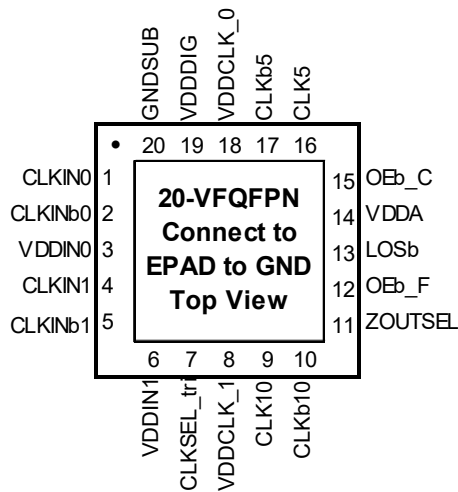 GNDSUB
VDDDIG
VDDCLK_0
CLKb5
CLK5
20 19 18 17 16
CLKIN0 1
CLKINb0 2
VDDIN0 3
CLKIN1 4
CLKINb1 5
20-VFQFPN
Connect to
EPAD to GND
Top View
15 OEb_C
14 VDDA
13 LOSb
12 OEb_F
11 ZOUTSEL
6 7 8 9 10
VDDIN1
CLKSEL_tri
VDDCLK_1
CLK10
CLKb10